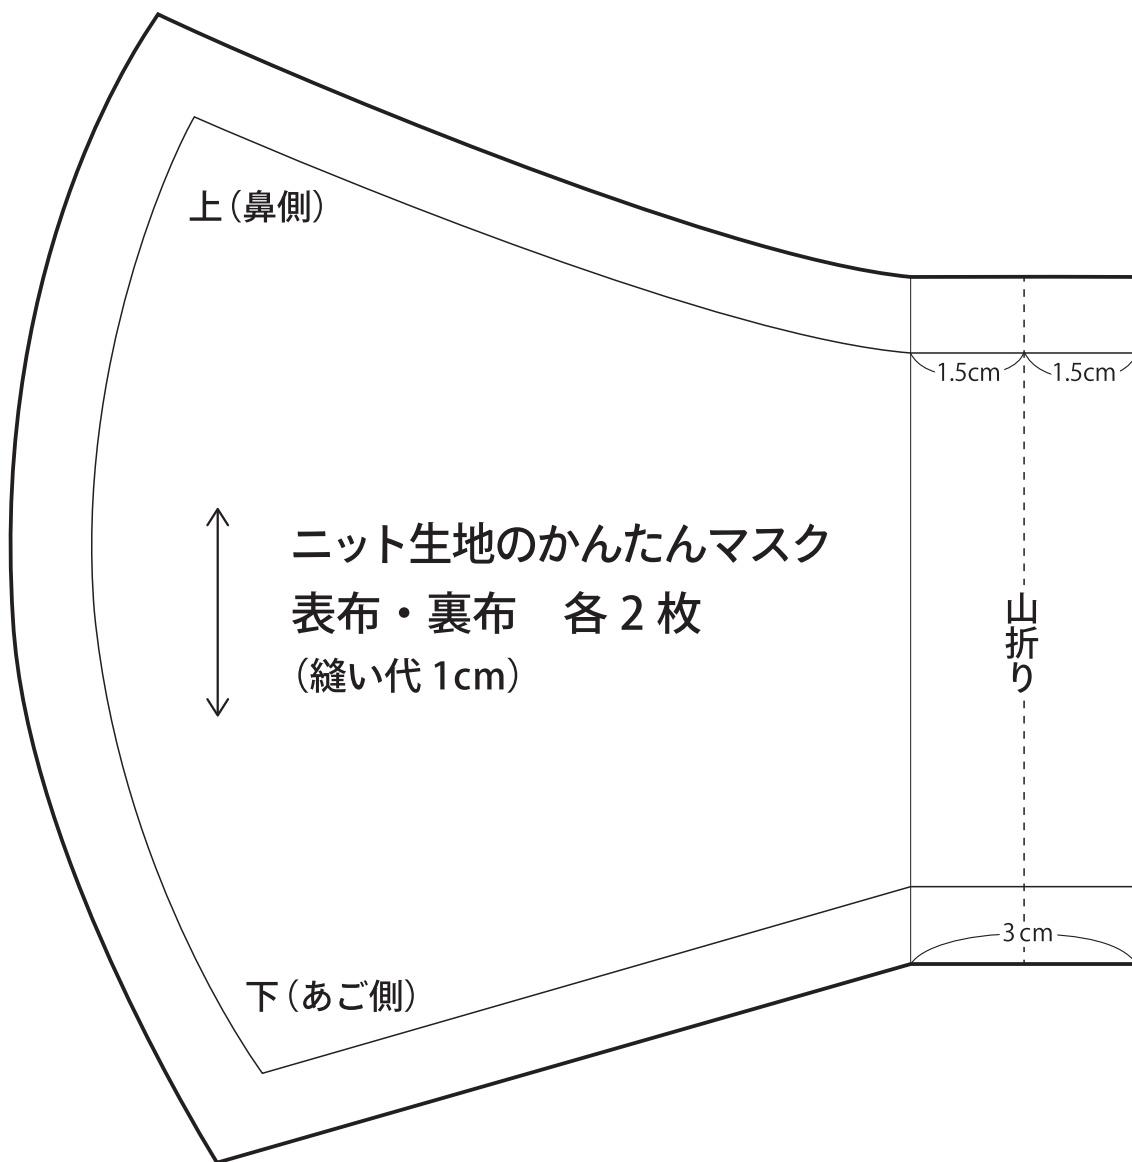 上（鼻側）
1.5cm
1.5cm
ニット生地のかんたんマスク
表布・裏布　各 2 枚
（縫い代 1cm）
山折り
3 cm
下（あご側）